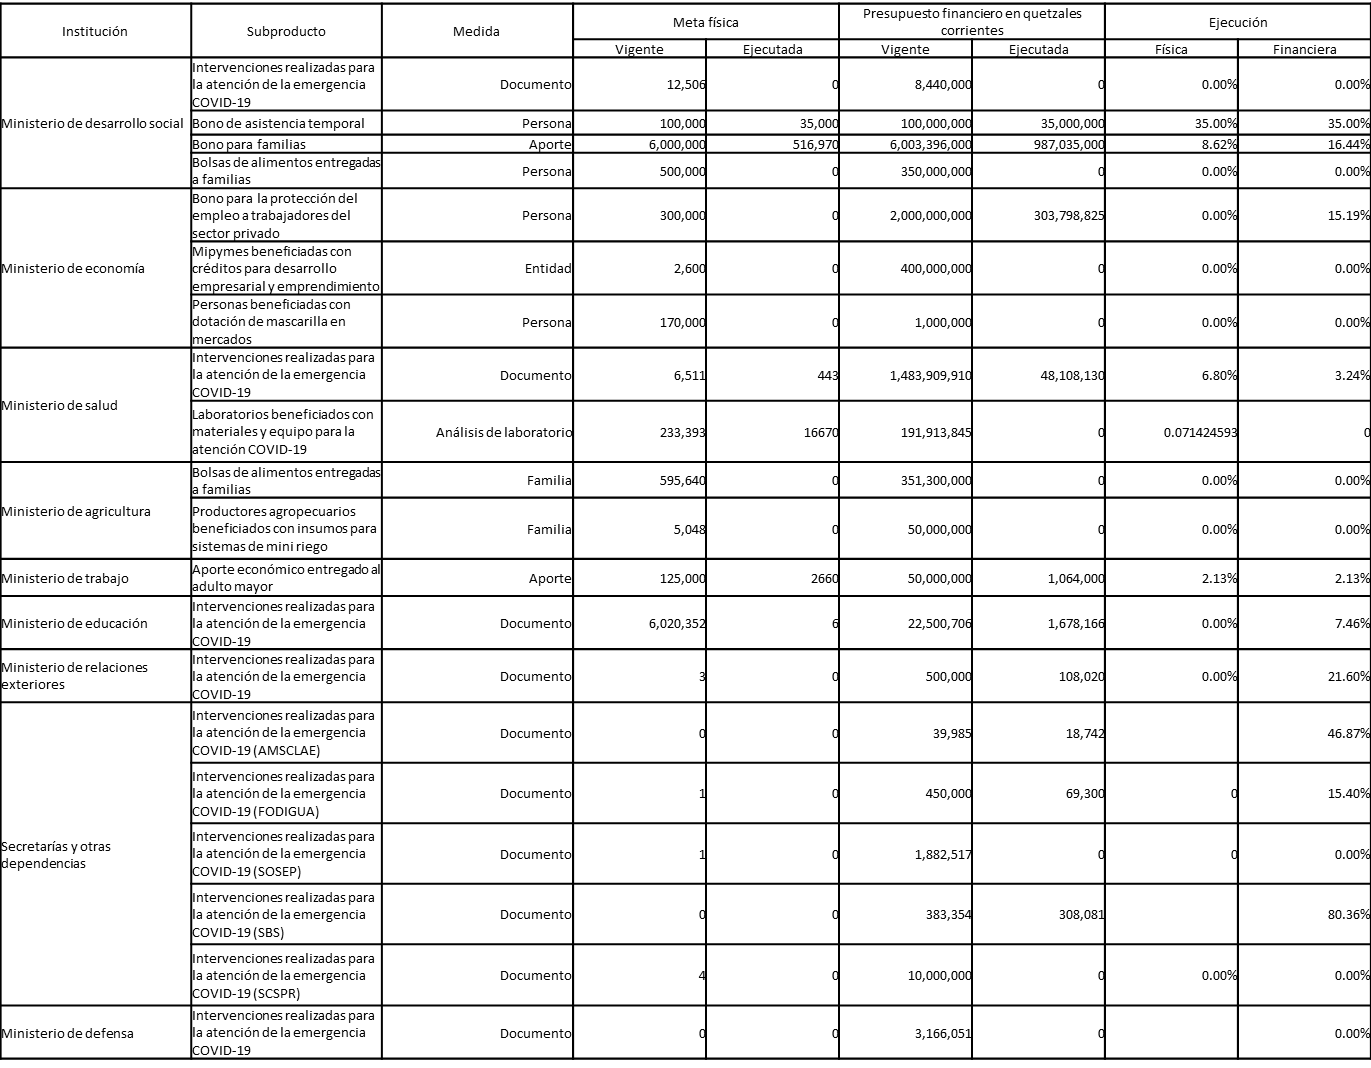 Institución Subproducto Medida Meta física Presupuesto financiero en quetzales corrientes Ejecución
Vigente Ejecutada Vigente Ejecutada Física Financiera
Ministerio de desarrollo social
Intervenciones realizadas para
la atención de la emergencia
COVID-19
Documento 12,506 0 8,440,000 0 0.00% 0.00%
Bono de asistencia temporal Persona 100,000 35,000 100,000,000 35,000,000 35.00% 35.00%
Bono para familias Aporte 6,000,000 516,970 6,003,396,000 987,035,000 8.62% 16.44%
Bolsas de alimentos entregadas
a familias
Persona 500,000 0 350,000,000 0 0.00% 0.00%
Ministerio de economía
Bono para la protección del
empleo a trabajadores del
sector privado
Persona 300,000 0 2,000,000,000 303,798,825 0.00% 15.19%
Mipymes beneficiadas con
créditos para desarrollo
empresarial y emprendimiento
Entidad 2,600 0 400,000,000 0 0.00% 0.00%
Personas beneficiadas con
dotación de mascarilla en
mercados
Persona 170,000 0 1,000,000 0 0.00% 0.00%
Ministerio de salud
Intervenciones realizadas para
la atención de la emergencia
COVID-19
Documento 6,511 443 1,483,909,910 48,108,130 6.80% 3.24%
Laboratorios beneficiados con
materiales y equipo para la
atención COVID-19
Análisis de laboratorio 233,393 16670 191,913,845 0 0.071424593 0
Ministerio de agricultura
Bolsas de alimentos entregadas
a familias
Familia 595,640 0 351,300,000 0 0.00% 0.00%
Productores agropecuarios
beneficiados con insumos para
sistemas de mini riego
Familia 5,048 0 50,000,000 0 0.00% 0.00%
Ministerio de trabajo
Aporte económico entregado al
adulto mayor
Aporte 125,000 2660 50,000,000 1,064,000 2.13% 2.13%
Ministerio de educación
Intervenciones realizadas para
la atención de la emergencia
COVID-19
Documento 6,020,352 6 22,500,706 1,678,166 0.00% 7.46%
Ministerio de relaciones
exteriores
Intervenciones realizadas para
la atención de la emergencia
COVID-19
Documento 3 0 500,000 108,020 0.00% 21.60%
Secretarías y otras
dependencias
Intervenciones realizadas para
la atención de la emergencia
COVID-19 (AMSCLAE)
Documento 0 0 39,985 18,742 46.87%
Intervenciones realizadas para
la atención de la emergencia
COVID-19 (FODIGUA)
Documento 1 0 450,000 69,300 0 15.40%
Intervenciones realizadas para
la atención de la emergencia
COVID-19 (SOSEP)
Documento 1 0 1,882,517 0 0 0.00%
Intervenciones realizadas para
la atención de la emergencia
COVID-19 (SBS)
Documento 0 0 383,354 308,081 80.36%
Intervenciones realizadas para
la atención de la emergencia
COVID-19 (SCSPR)
Documento 4 0 10,000,000 0 0.00% 0.00%
Ministerio de defensa
Intervenciones realizadas para
la atención de la emergencia
COVID-19
Documento 0 0 3,166,051 0 0.00%